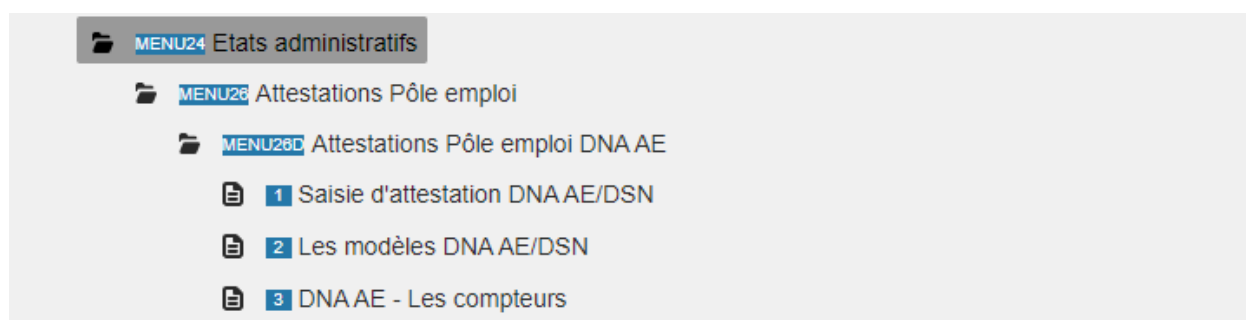 MENU24 Etats administratifs
MENU26 Attestations Pôle emploi
MENU26D Attestations Pôle emploi DNA AE
1 Saisie d'attestation DNA AE/DSN
2 Les modèles DNA AE/DSN
3 DNA AE - Les compteurs